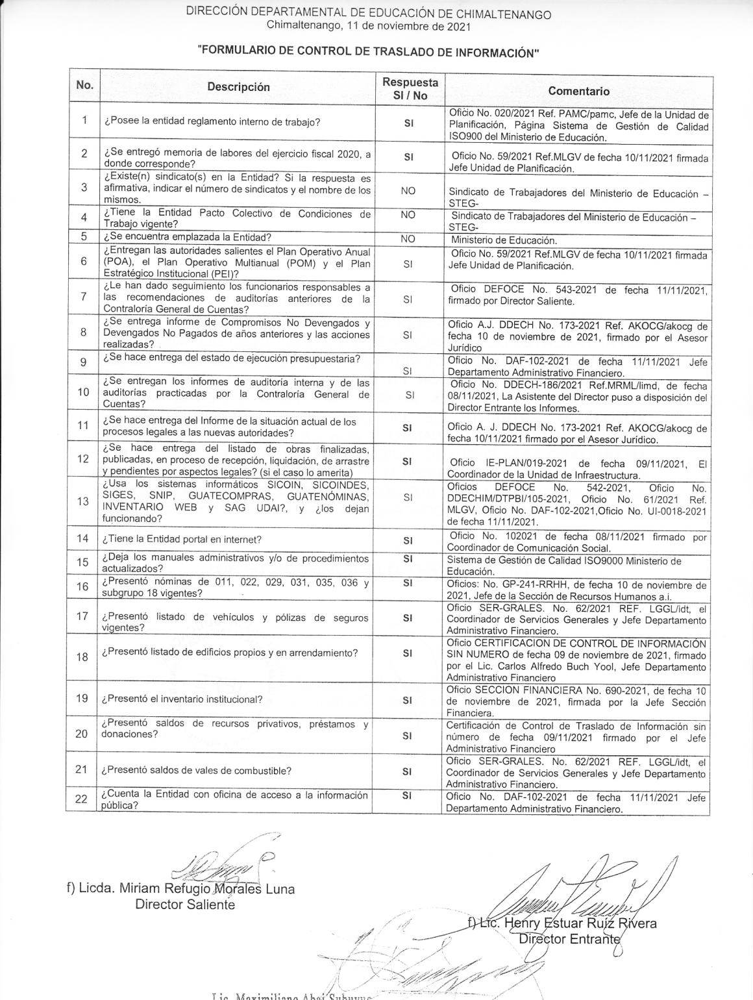 DIRECCIÓN DEPARTAMENTAL DE EDUCACIÓN DE CHIMALTENANGO
Chimaltenango, 11 de noviembre de 2021
"FORMULARIO DE CONTROL DE TRASLADO DE INFORMACIÓN"
No.
Descripción
Respuesta
SI / No
Comentario
1
¿Posee la entidad reglamento interno de trabajo?
SI
Oficio No. 020/2021 Ref. PAMC/pamc, Jefe de la Unidad de
Planificación, Página Sistema de Gestión de Calidad
ISO900 del Ministerio de Educación.
2
¿Se entregó memoria de labores del ejercicio fiscal 2020, a
donde corresponde?
SI
Oficio No. 59/2021 Ref.MLGV de fecha 10/11/2021 firmada
Jefe Unidad de Planificación.
3
¿Existe(n) sindicato(s) en la Entidad? Si la respuesta es
afirmativa, indicar el número de sindicatos y el nombre de los
mismos.
NO
Sindicato de Trabajadores del Ministerio de Educación –
STEG-
4
¿Tiene la Entidad Pacto Colectivo de Condiciones de
Trabajo vigente?
NO
Sindicato de Trabajadores del Ministerio de Educación –
STEG-
5
¿Se encuentra emplazada la Entidad?
NO
Ministerio de Educación.
6
¿Entregan las autoridades salientes el Plan Operativo Anual
(POA), el Plan Operativo Multianual (POM) y el Plan
Estratégico Institucional (PEI)?
SI
Oficio No. 59/2021 Ref.MLGV de fecha 10/11/2021 firmada
Jefe Unidad de Planificación.
7
¿Le han dado seguimiento los funcionarios responsables a
las recomendaciones de auditorías anteriores de la
Contraloría General de Cuentas?
SI
Oficio DEFOCE No. 543-2021 de fecha 11/11/2021,
firmado por Director Saliente.
8
¿Se entrega informe de Compromisos No Devengados y
Devengados No Pagados de años anteriores y las acciones
realizadas?
SI
Oficio A.J. DDECH No. 173-2021 Ref. AKOCG/akocg de
fecha 10 de noviembre de 2021, firmado por el Asesor
Jurídico
9
¿Se hace entrega del estado de ejecución presupuestaria?
SI
Oficio No. DAF-102-2021 de fecha 11/11/2021 Jefe
Departamento Administrativo Financiero.
10
¿Se entregan los informes de auditoría interna y de las
auditorías practicadas por la Contraloría General de
Cuentas?
SI
Oficio No. DDECH-186/2021 Ref.MRML/limd, de fecha
08/11/2021, La Asistente del Director puso a disposición del
Director Entrante los Informes.
11
¿Se hace entrega del Informe de la situación actual de los
procesos legales a las nuevas autoridades?
SI
Oficio A. J. DDECH No. 173-2021 Ref. AKOCG/akocg de
fecha 10/11/2021 firmado por el Asesor Jurídico.
12
¿Se hace entrega del listado de obras finalizadas,
publicadas, en proceso de recepción, liquidación, de arrastre
y pendientes por aspectos legales? (si el caso lo amerita)
SI
Oficio IE-PLAN/019-2021 de fecha 09/11/2021, El
Coordinador de la Unidad de Infraestructura.
13
¿Usa los sistemas informáticos SICOIN, SICOINDES,
SIGES, SNIP, GUATECOMPRAS, GUATENÓMINAS,
INVENTARIO WEB y SAG UDAI?, y ¿los dejan
funcionando?
SI
Oficios DEFOCE No. 542-2021, Oficio No.
DDECHIM/DTPBI/105-2021, Oficio No. 61/2021 Ref.
MLGV, Oficio No. DAF-102-2021,Oficio No. UI-0018-2021
de fecha 11/11/2021.
14
¿Tiene la Entidad portal en internet?
SI
Oficio No. 102021 de fecha 08/11/2021 firmado por
Coordinador de Comunicación Social.
15
¿Deja los manuales administrativos y/o de procedimientos
actualizados?
SI
Sistema de Gestión de Calidad ISO9000 Ministerio de
Educación.
16
¿Presentó nóminas de 011, 022, 029, 031, 035, 036 y
subgrupo 18 vigentes?
SI
Oficios: No. GP-241-RRHH, de fecha 10 de noviembre de
2021, Jefe de la Sección de Recursos Humanos a.i.
17
¿Presentó listado de vehículos y pólizas de seguros
vigentes?
SI
Oficio SER-GRALES. No. 62/2021 REF. LGGL/idt, el
Coordinador de Servicios Generales y Jefe Departamento
Administrativo Financiero.
18
¿Presentó listado de edificios propios y en arrendamiento?
SI
Oficio CERTIFICACION DE CONTROL DE INFORMACIÓN
SIN NUMERO de fecha 09 de noviembre de 2021, firmado
por el Lic. Carlos Alfredo Buch Yool, Jefe Departamento
Administrativo Financiero
19
¿Presentó el inventario institucional?
SI
Oficio SECCION FINANCIERA No. 690-2021, de fecha 10
de noviembre de 2021, firmada por la Jefe Sección
Financiera.
20
¿Presentó saldos de recursos privativos, préstamos y
donaciones?
SI
Certificación de Control de Traslado de Información sin
número de fecha 09/11/2021 firmado por el Jefe
Administrativo Financiero
21
¿Presentó saldos de vales de combustible?
SI
Oficio SER-GRALES. No. 62/2021 REF. LGGL/idt, el
Coordinador de Servicios Generales y Jefe Departamento
Administrativo Financiero.
22
¿Cuenta la Entidad con oficina de acceso a la información
pública?
SI
Oficio No. DAF-102-2021 de fecha 11/11/2021 Jefe
Departamento Administrativo Financiero.
f) Licda. Miriam Refugio Morales Luna
Director Saliente
f) Lic. Henry Estuar Ruíz Rivera
Director Entrante
Lic. Maximiliano